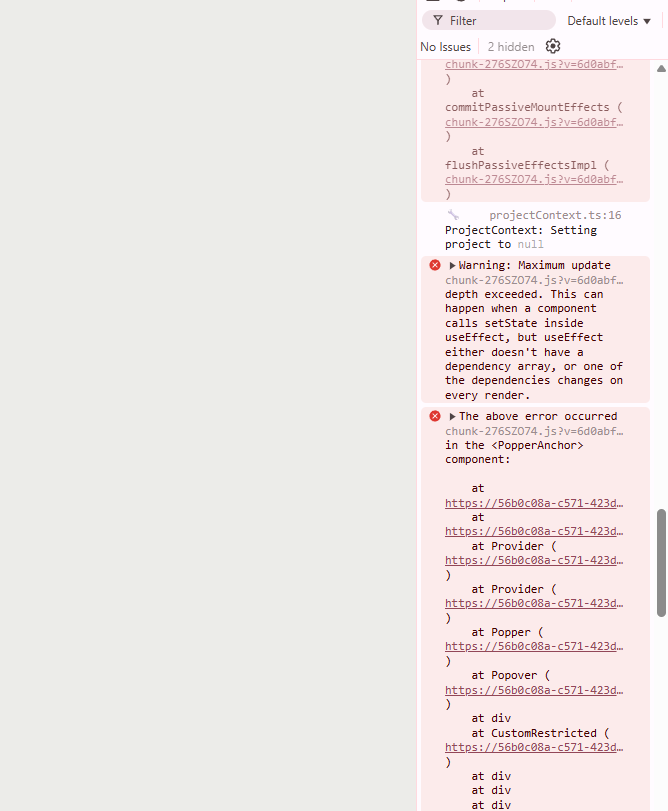 Filter
Default levels ▼
No Issues
2 hidden
chunk-276SZO74.js?v=6d0abf…
)
at
commitPassiveMountEffects (
chunk-276SZO74.js?v=6d0abf…
)
at
flushPassiveEffectsImpl (
chunk-276SZO74.js?v=6d0abf…
)
projectContext.ts:16
ProjectContext: Setting
project to null
▶Warning: Maximum update
chunk-276SZO74.js?v=6d0abf…
depth exceeded. This can
happen when a component
calls setState inside
useEffect, but useEffect
either doesn't have a
dependency array, or one of
the dependencies changes on
every render.
▶The above error occurred
chunk-276SZO74.js?v=6d0abf…
in the <PopperAnchor>
component:
at
https://56b0c08a-c571-423d…
at
https://56b0c08a-c571-423d…
at Provider (
https://56b0c08a-c571-423d…
)
at Provider (
https://56b0c08a-c571-423d…
)
at Popper (
https://56b0c08a-c571-423d…
)
at Popover (
https://56b0c08a-c571-423d…
)
at div
at CustomRestricted (
https://56b0c08a-c571-423d…
)
at div
at div
at div